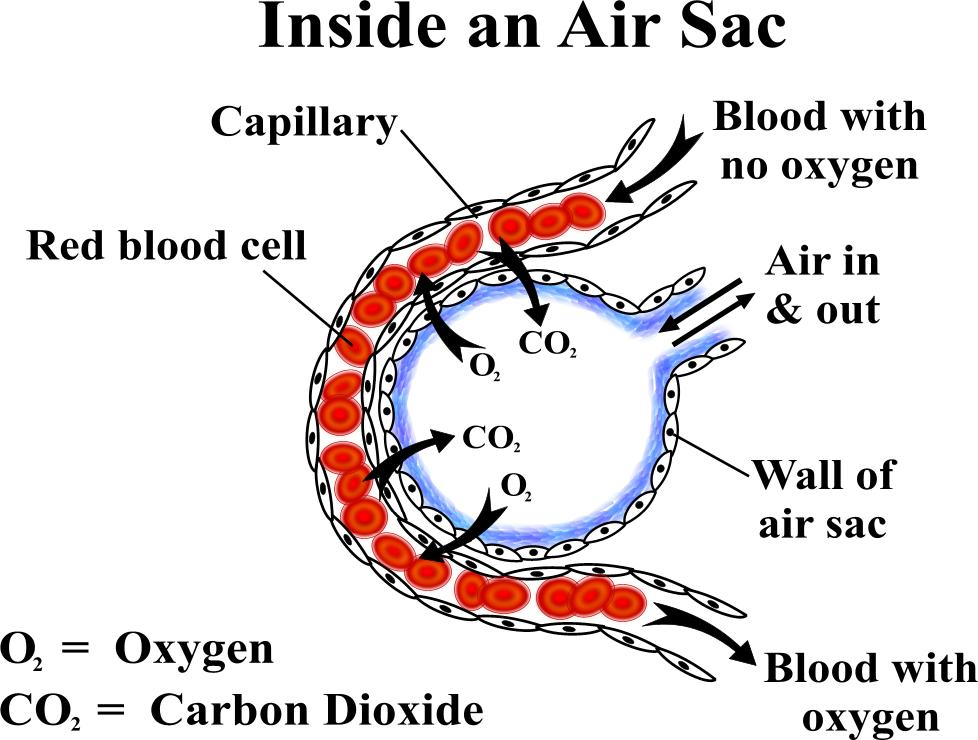 Inside an Air Sac
Capillary
Blood with
no oxygen
Red blood cell
Air in
& out
CO₂
O₂
CO₂
O₂
Wall of
air sac
O₂ = Oxygen
CO₂ = Carbon Dioxide
Blood with
oxygen